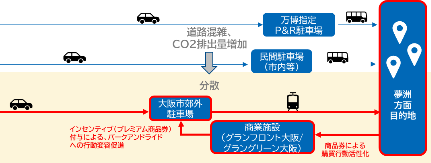 万博指定
P&R駐車場
道路混雑、
CO2排出量増加
民間駐車場
(市内等)
分散
夢洲
方面
目的地
大阪市郊外
駐車場
インセンティブ(プレミアム商品券)
付与による、パークアンドライド
への行動変容促進
商業施設
(グランフロント大阪/
グラングリーン大阪)
商品券による
購買行動活性化